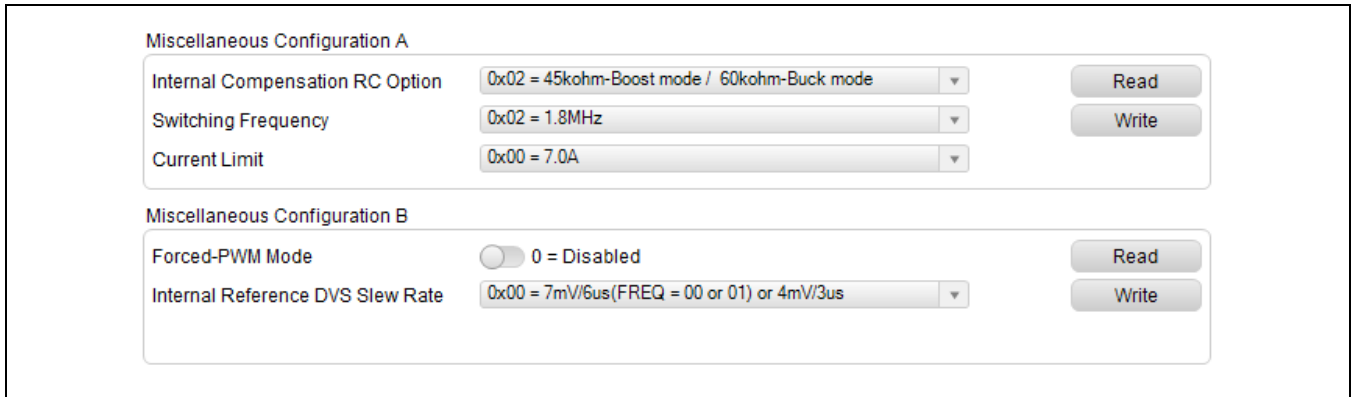 Miscellaneous Configuration A
Internal Compensation RC Option 0x02 = 45kohm-Boost mode / 60kohm-Buck mode Read
Switching Frequency 0x02 = 1.8MHz Write
Current Limit 0x00 = 7.0A
Miscellaneous Configuration B
Forced-PWM Mode 0 = Disabled Read
Internal Reference DVS Slew Rate 0x00 = 7mV/6us(FREQ = 00 or 01) or 4mV/3us Write